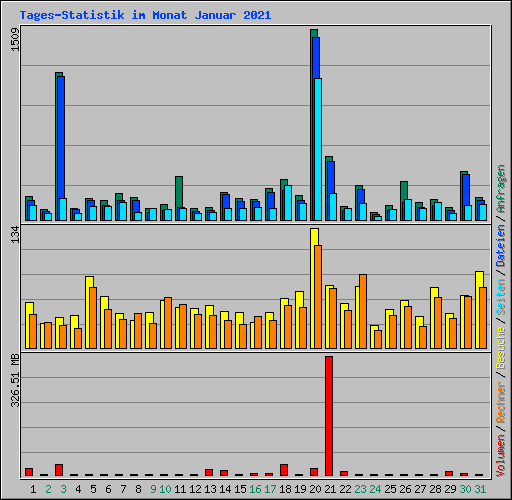 Tages-Statistik im Monat Januar 2021
1509
134
326.51 MB
Volumen / Rechner / Besuche / Seiten / Dateien / Anfragen
1 2 3 4 5 6 7 8 9 10 11 12 13 14 15 16 17 18 19 20 21 22 23 24 25 26 27 28 29 30 31